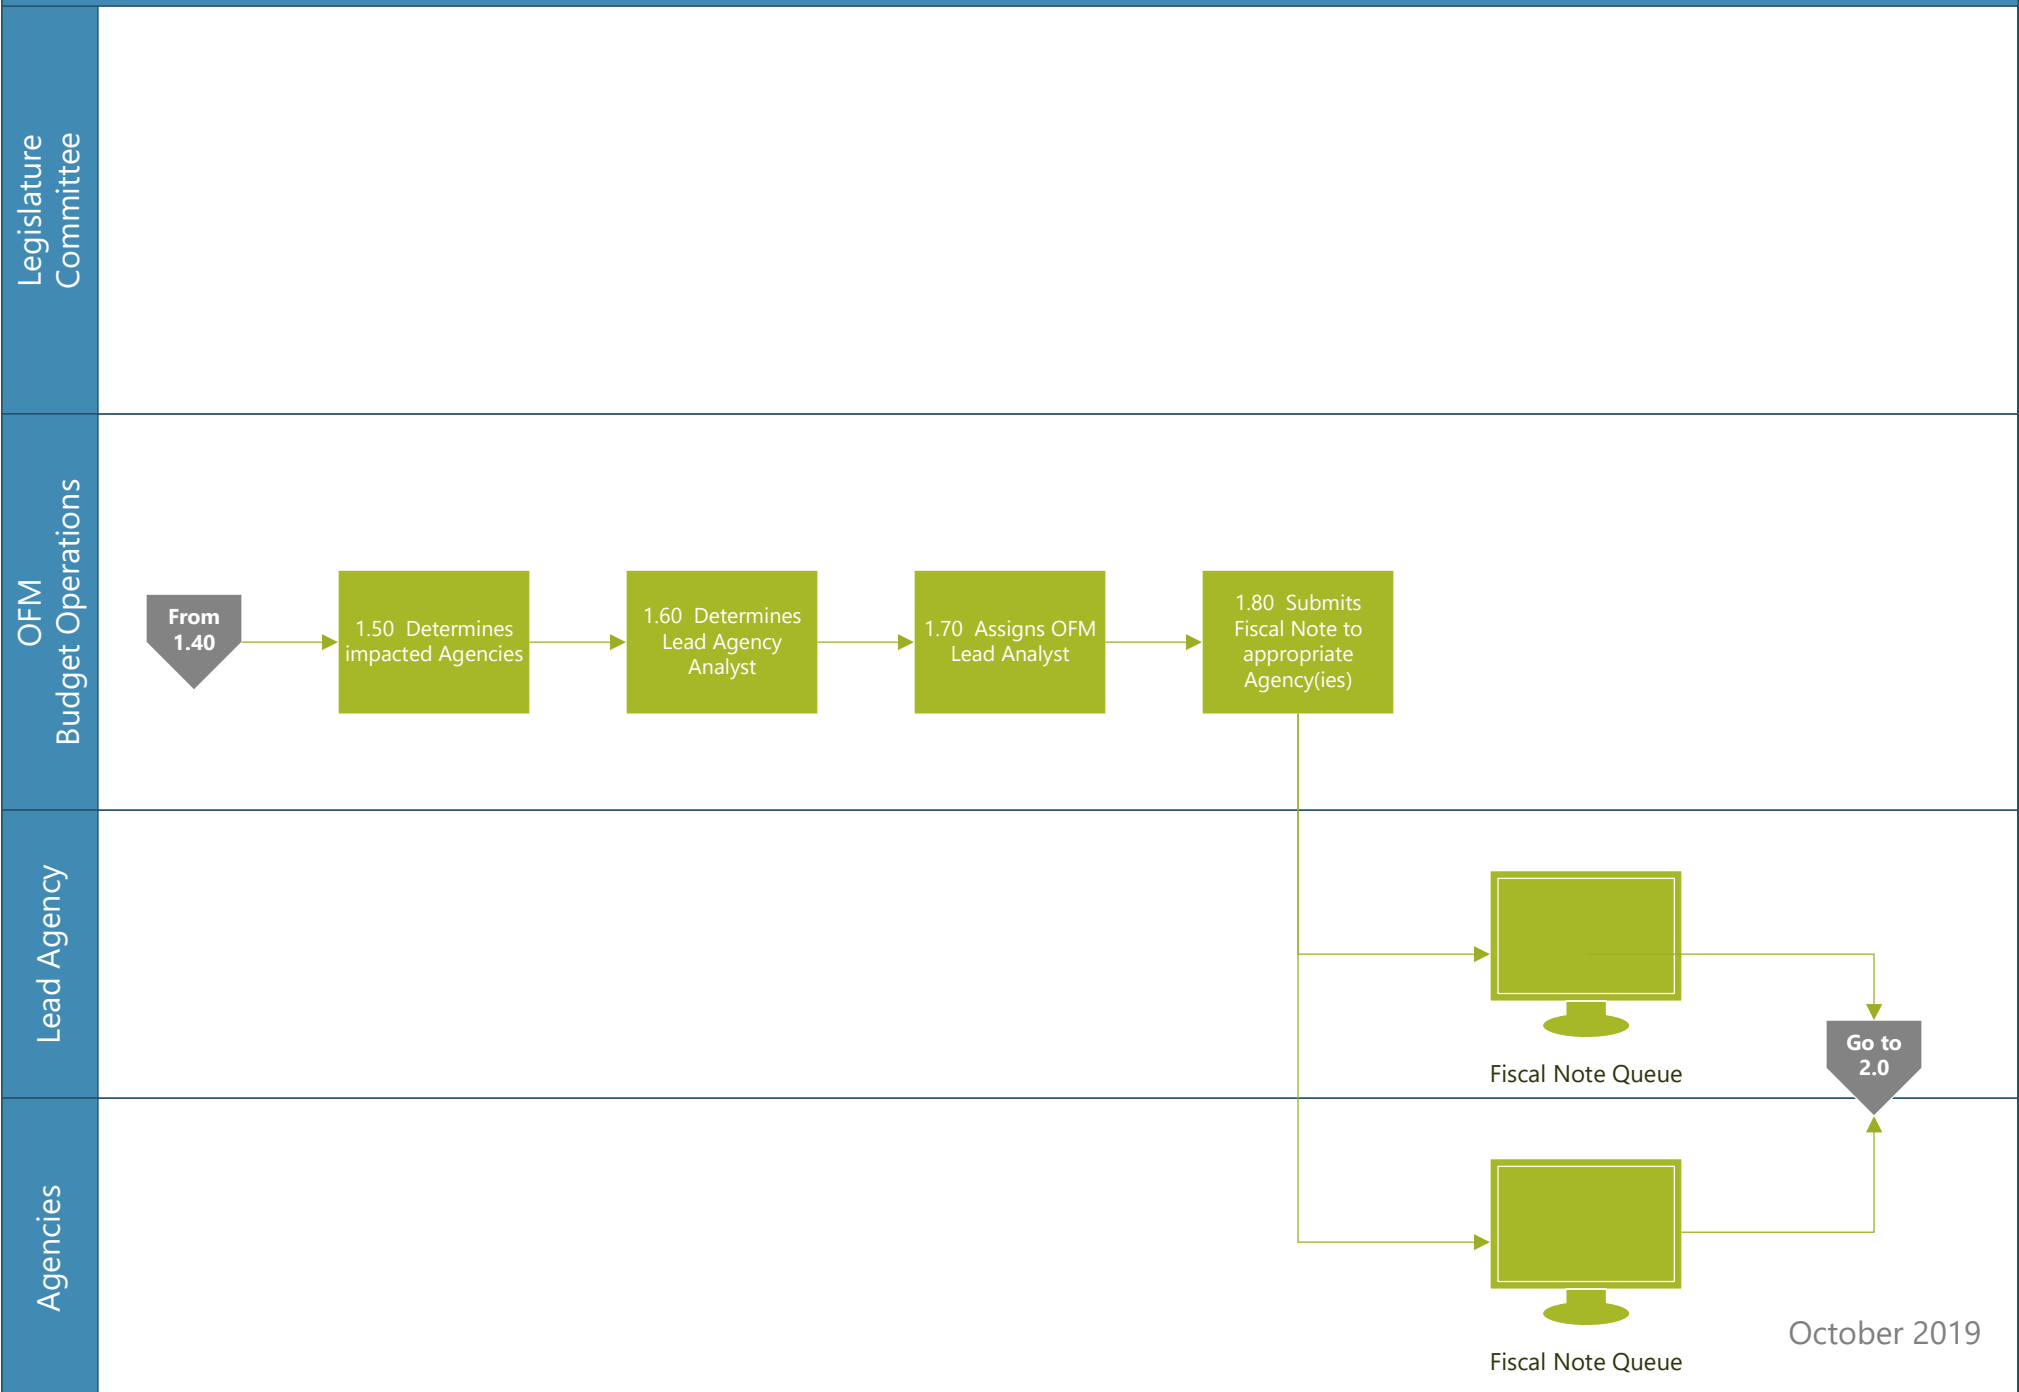 Legislature
Committee
OFM
Budget Operations
From
1.40
1.50 Determines
impacted Agencies
1.60 Determines
Lead Agency
Analyst
1.70 Assigns OFM
Lead Analyst
1.80 Submits
Fiscal Note to
appropriate
Agency(ies)
Lead Agency
Fiscal Note Queue
Go to
2.0
Agencies
Fiscal Note Queue
October 2019